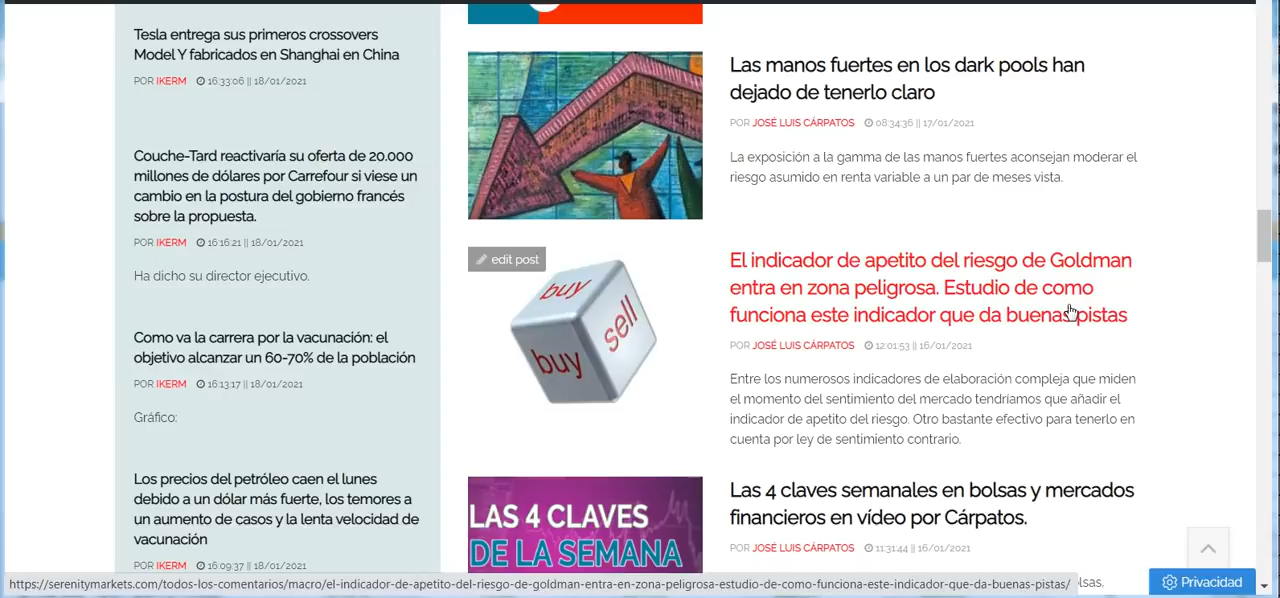 Tesla entrega sus primeros crossovers
Model Y fabricados en Shanghai en China
POR IKERM 16:33:06 || 18/01/2021
Couche-Tard reactivaría su oferta de 20.000
millones de dólares por Carrefour si viese un
cambio en la postura del gobierno francés
sobre la propuesta.
POR IKERM 16:16:21 || 18/01/2021
Ha dicho su director ejecutivo.
Como va la carrera por la vacunación: el
objetivo alcanzar un 60-70% de la población
POR IKERM 16:13:17 || 18/01/2021
Gráfico:
Los precios del petróleo caen el lunes
debido a un dólar más fuerte, los temores a
un aumento de casos y la lenta velocidad de
vacunación
POR IKERM 16:09:37 || 18/01/2021
Las manos fuertes en los dark pools han
dejado de tenerlo claro
POR JOSÉ LUIS CÁRPATOS 08:34:36 || 17/01/2021
La exposición a la gamma de las manos fuertes aconsejan moderar el
riesgo asumido en renta variable a un par de meses vista.
edit post
buy
sell
buy
El indicador de apetito del riesgo de Goldman
entra en zona peligrosa. Estudio de como
funciona este indicador que da buenas pistas
POR JOSÉ LUIS CÁRPATOS 12:01:53 || 16/01/2021
Entre los numerosos indicadores de elaboración compleja que miden
el momento del sentimiento del mercado tendríamos que añadir el
indicador de apetito del riesgo. Otro bastante efectivo para tenerlo en
cuenta por ley de sentimiento contrario.
LAS 4 CLAVES
DE LA SEMANA
Las 4 claves semanales en bolsas y mercados
financieros en vídeo por Cárpatos.
POR JOSÉ LUIS CÁRPATOS 11:31:44 || 16/01/2021
olsas.
Privacidad
https://serenitymarkets.com/todos-los-comentarios/macro/el-indicador-de-apetito-del-riesgo-de-goldman-entra-en-zona-peligrosa-estudio-de-como-funciona-este-indicador-que-da-buenas-pistas/